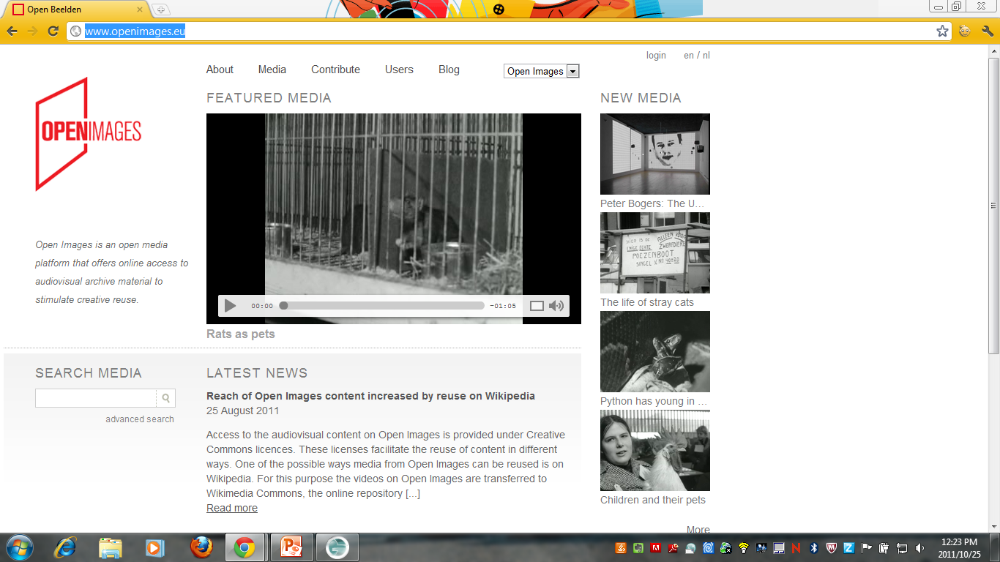 Open Beelden
www.openimages.eu
login en / nl
About Media Contribute Users Blog Open Images
OPENIMAGES
Open Images is an open media
platform that offers online access to
audiovisual archive material to
stimulate creative reuse.
FEATURED MEDIA
00:00 -01:05
Rats as pets
NEW MEDIA
Peter Bogers: The U...
ALLEEN VOOR
ZWERFDIEREN
HIER IS DE
ENIGE ECHTE
POEZENBOOT
SINGEL X No 40020
The life of stray cats
Python has young in ...
Children and their pets
More
SEARCH MEDIA
advanced search
LATEST NEWS
Reach of Open Images content increased by reuse on Wikipedia
25 August 2011
Access to the audiovisual content on Open Images is provided under Creative
Commons licences. These licenses facilitate the reuse of content in different
ways. One of the possible ways media from Open Images can be reused is on
Wikipedia. For this purpose the videos on Open Images are transferred to
Wikimedia Commons, the online repository [...]
Read more
12:23 PM
2011/10/25